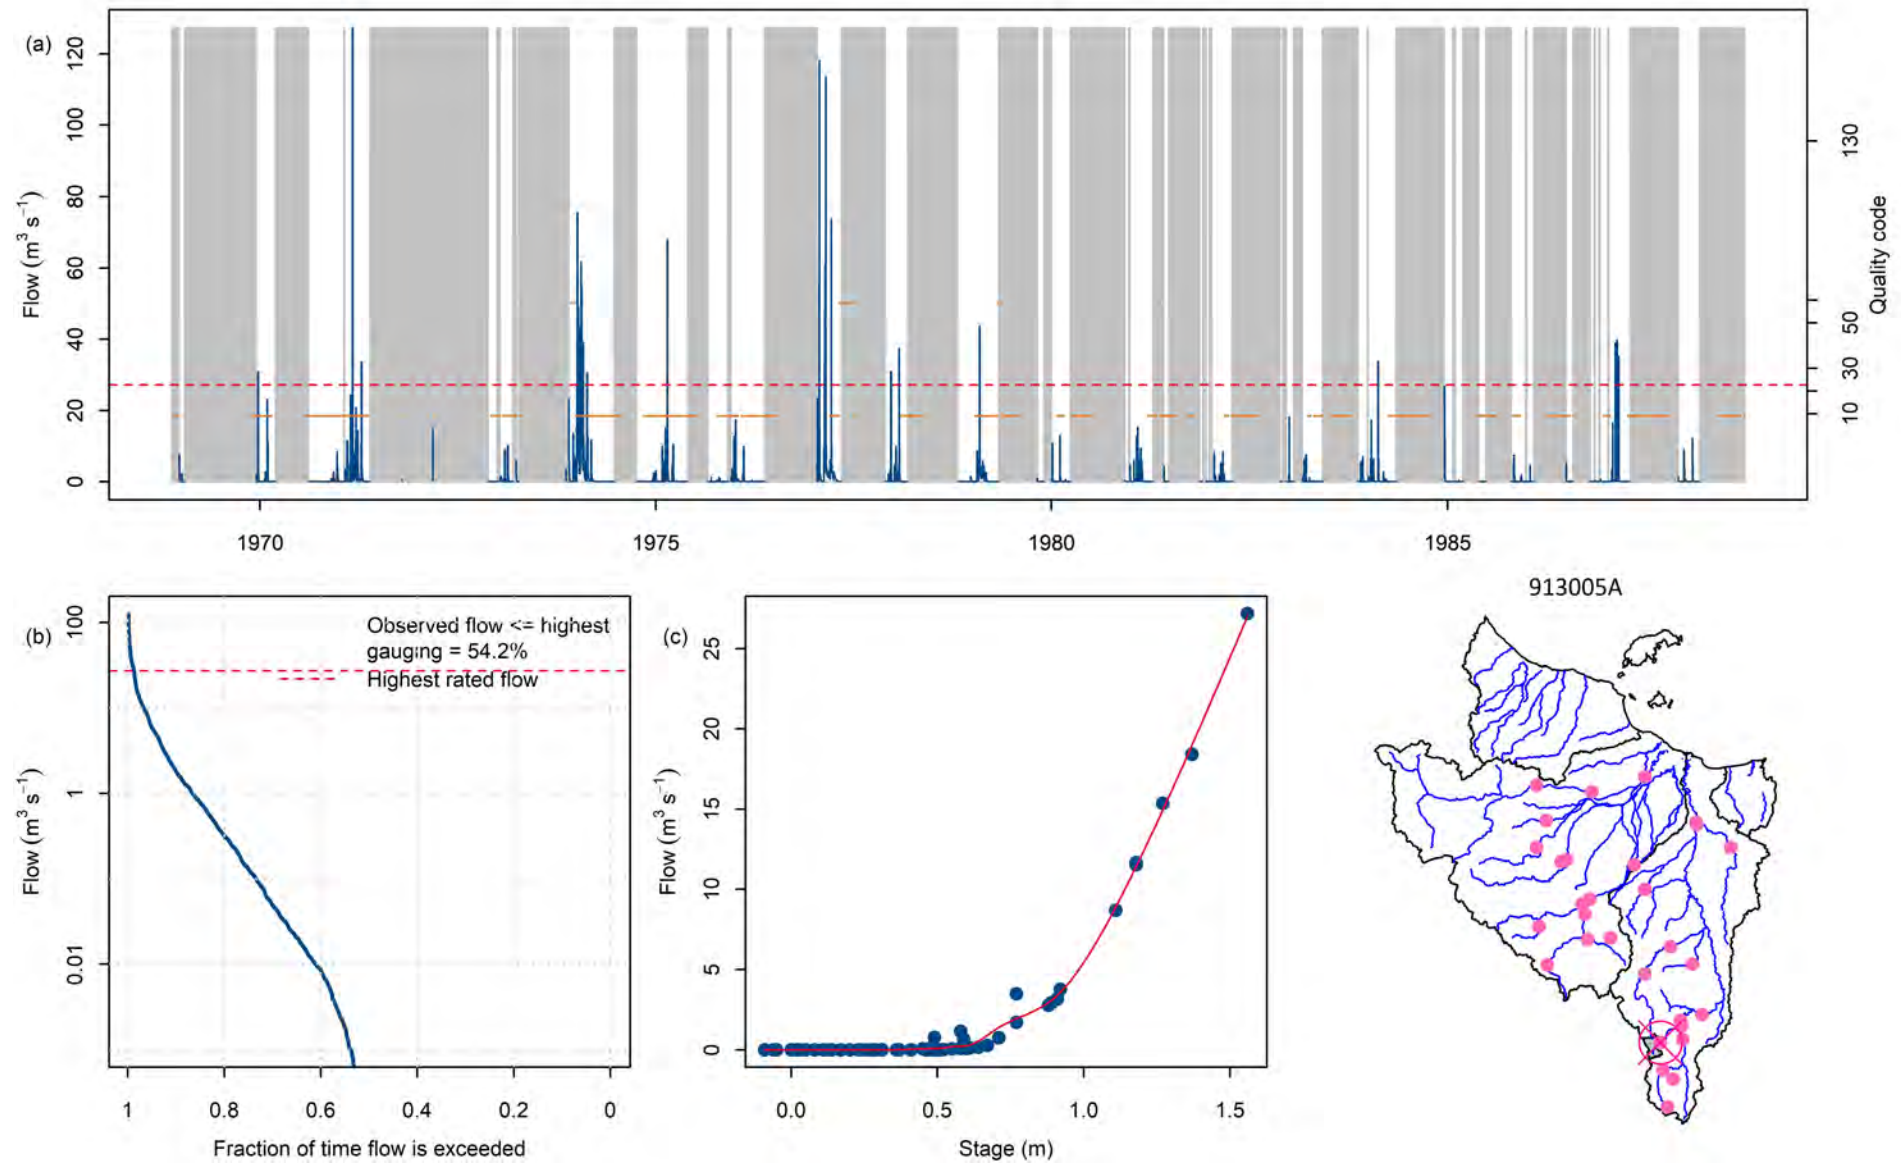 (a)
Flow (m³ s⁻¹)
0
20
40
60
80
100
120
Quality code
10
30
50
130
1970
1975
1980
1985
(b)
Observed flow <= highest
gauging = 54.2%
Highest rated flow
Flow (m³ s⁻¹)
100
1
0.01
1
0.8
0.6
0.4
0.2
0
Fraction of time flow is exceeded
(c)
Flow (m³ s⁻¹)
0
5
10
15
20
25
0.0
0.5
1.0
1.5
Stage (m)
913005A